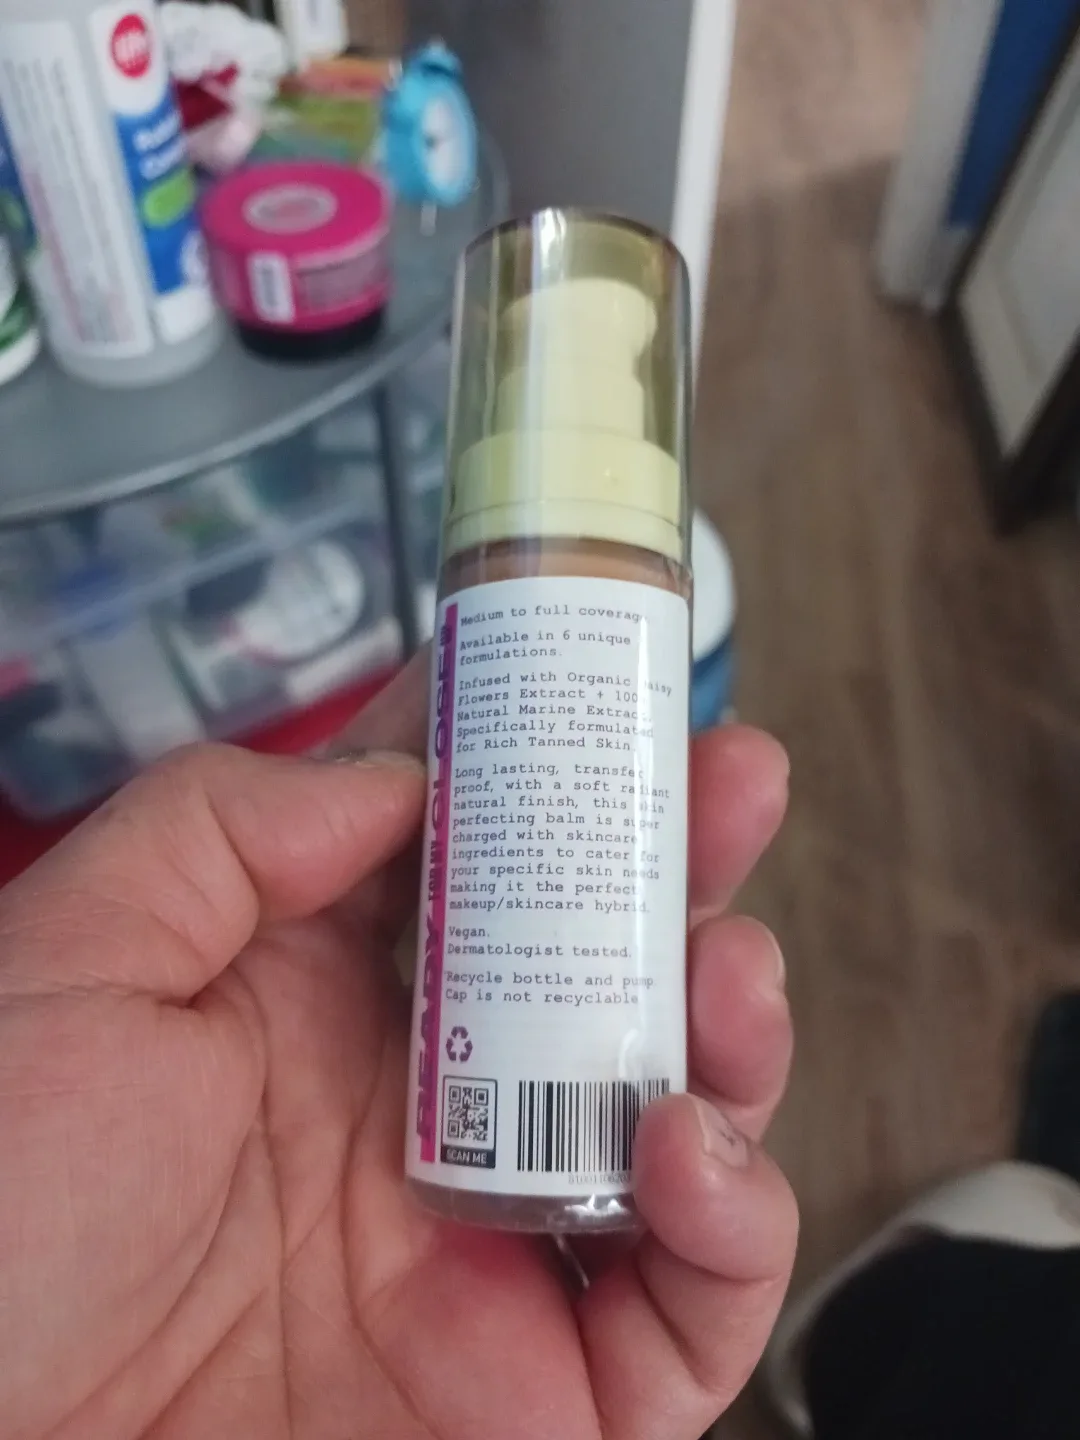 READY FOR MY CLOSEUP
Medium to full coverage
Available in 6 unique
formulations.
Infused with Organic Daisy
Flowers Extract + 100%
Natural Marine Extract.
Specifically formulated
for Rich Tanned Skin.
Long lasting, transfer
proof, with a soft radiant
natural finish, this skin
perfecting balm is super
charged with skincare
ingredients to cater for
your specific skin needs
making it the perfect
makeup/skincare hybrid.
Vegan.
Dermatologist tested.
*Recycle bottle and pump
Cap is not recyclable
SCAN ME